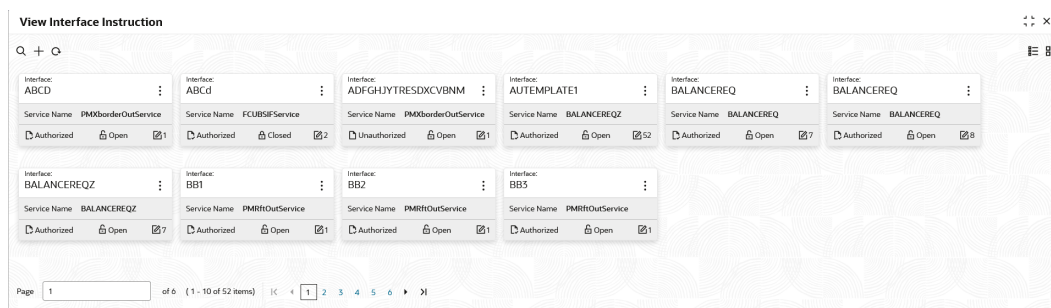 View Interface Instruction
Interface: Interface: Interface: Interface: Interface: Interface:
ABCD ABCd ADFGHJYTRESDXCVBNM AUTEMPLATE1 BALANCEREQ BALANCEREQ
Service Name PMXborderOutService Service Name FCUBSIFService Service Name PMXborderOutService Service Name BALANCEREQZ Service Name BALANCEREQ Service Name BALANCEREQ
Authorized Open 1 Authorized Closed 2 Unauthorized Open 1 Authorized Open 52 Authorized Open 7 Authorized Open 8
Interface: Interface: Interface: Interface:
BALANCEREQZ BB1 BB2 BB3
Service Name BALANCEREQZ Service Name PMRftOutService Service Name PMRftOutService Service Name PMRftOutService
Authorized Open 7 Authorized Open 1 Authorized Open 1 Authorized Open 1
Page 1 of 6 (1 - 10 of 52 items) 1 2 3 4 5 6